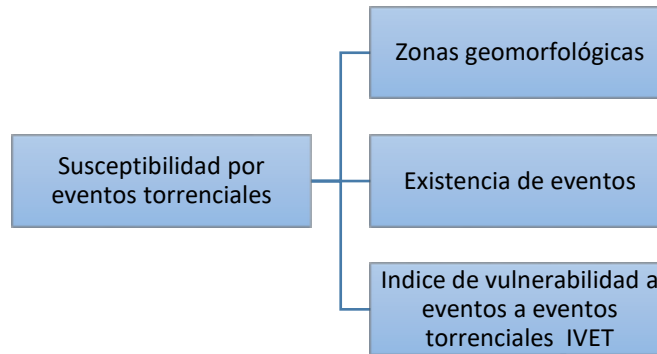 Zonas geomorfológicas
Susceptibilidad por
eventos torrenciales
Existencia de eventos
Indice de vulnerabilidad a
eventos a eventos
torrenciales IVET